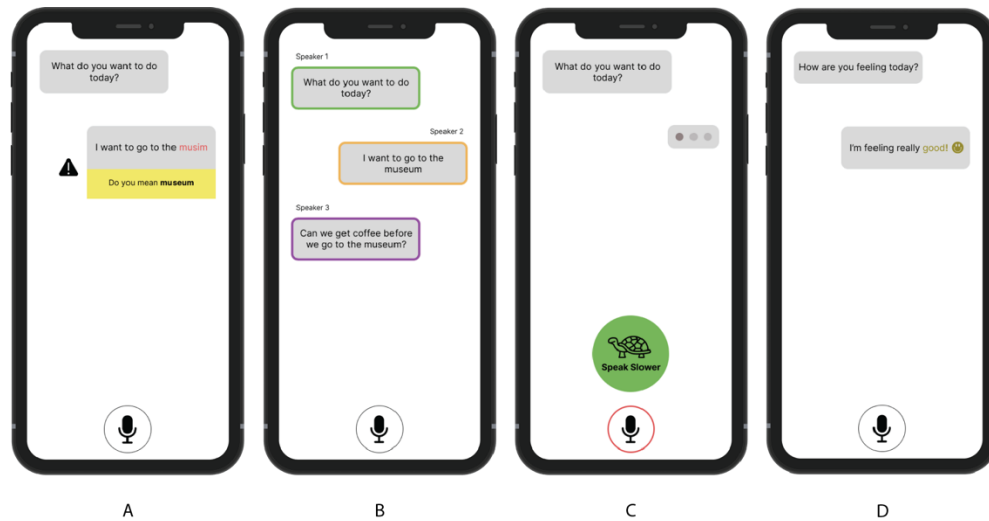 What do you want to do
today?
I want to go to the musim
Do you mean museum
Speaker 1
What do you want to do
today?
Speaker 2
I want to go to the
museum
Speaker 3
Can we get coffee before
we go to the museum?
What do you want to do
today?
Speak Slower
How are you feeling today?
I'm feeling really good!
A
B
C
D